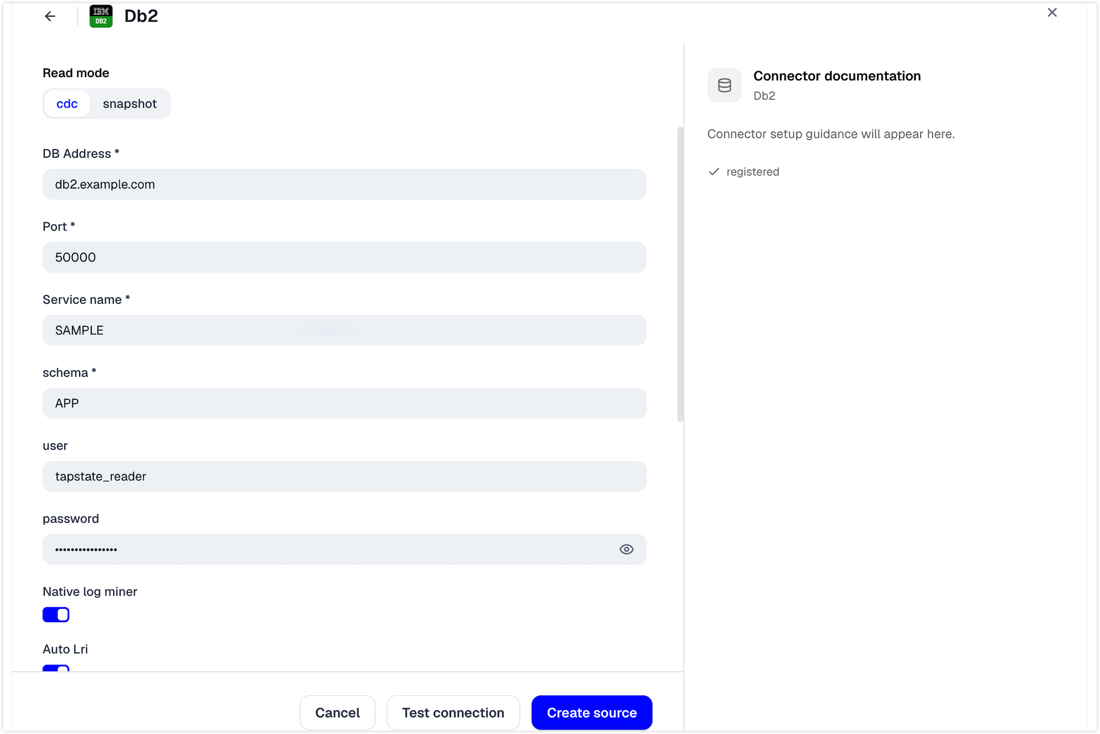 IBM
DB2
Db2
Read mode
cdc
snapshot
DB Address *
db2.example.com
Port *
50000
Service name *
SAMPLE
schema *
APP
user
tapstate_reader
password
••••••••••••••••
Native log miner
Auto Lri
Cancel
Test connection
Create source
Connector documentation
Db2
Connector setup guidance will appear here.
registered